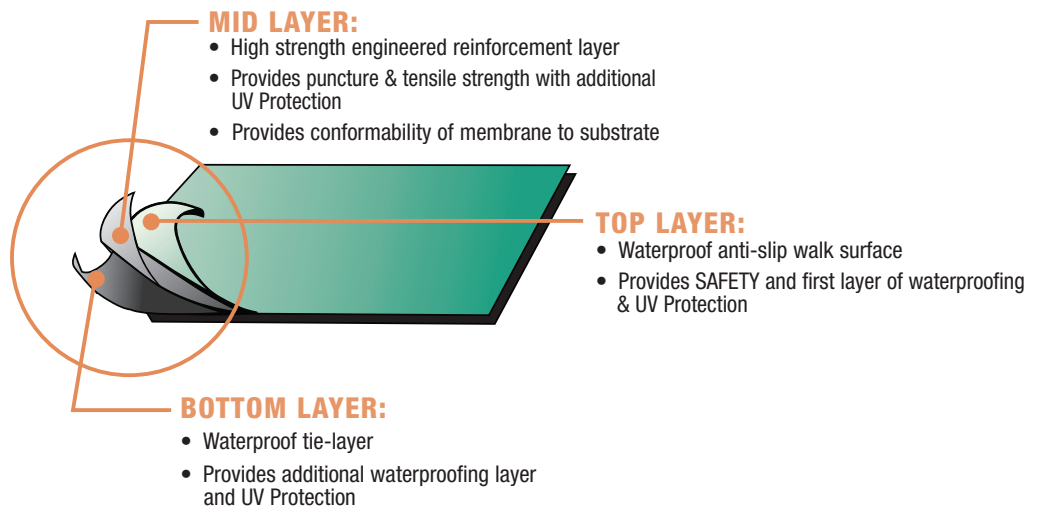 MID LAYER:
• High strength engineered reinforcement layer
• Provides puncture & tensile strength with additional
UV Protection
• Provides conformability of membrane to substrate
TOP LAYER:
• Waterproof anti-slip walk surface
• Provides SAFETY and first layer of waterproofing
& UV Protection
BOTTOM LAYER:
• Waterproof tie-layer
• Provides additional waterproofing layer
and UV Protection